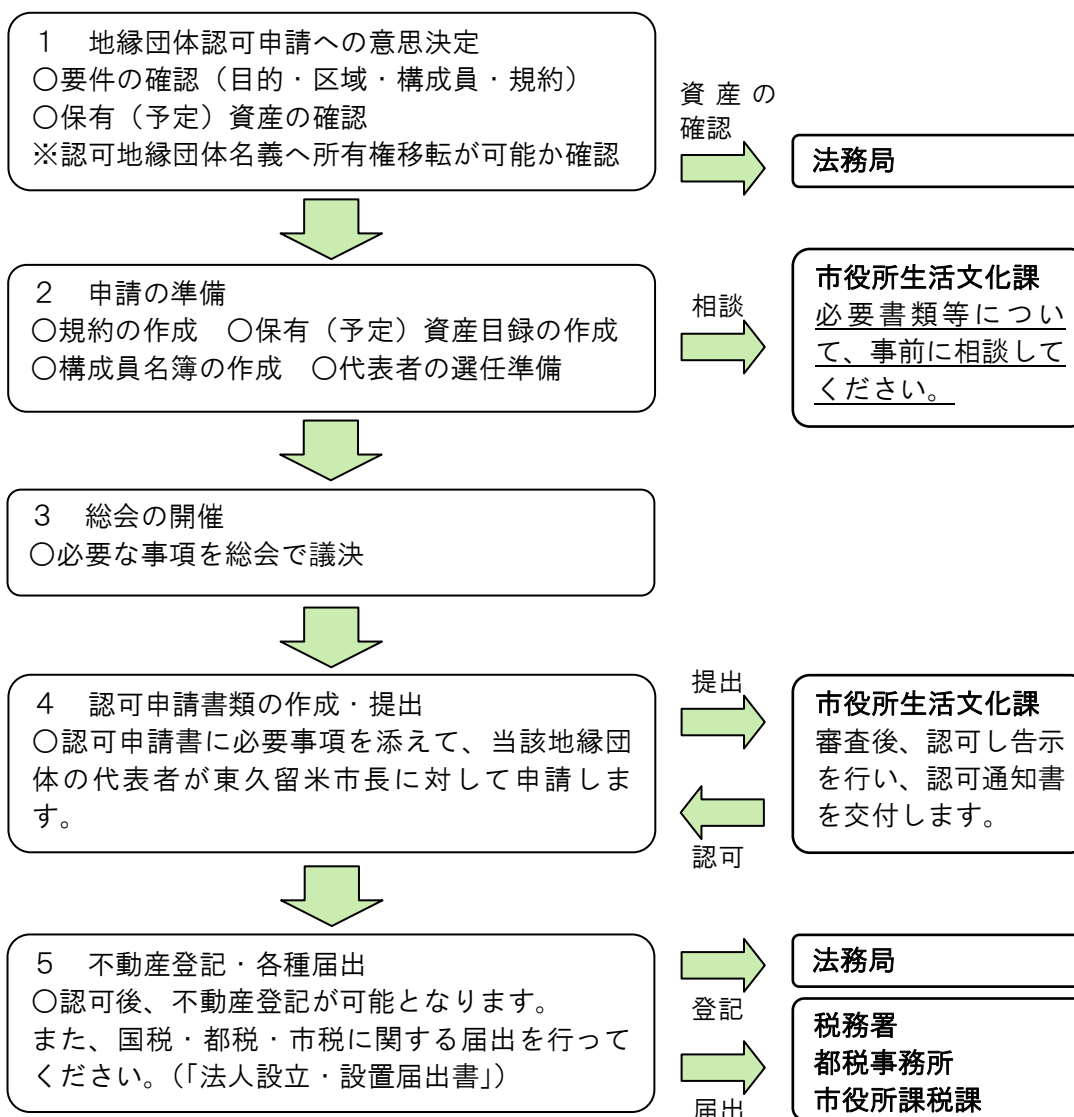 １　地縁団体認可申請への意思決定
○要件の確認（目的・区域・構成員・規約）
○保有（予定）資産の確認
※認可地縁団体名義へ所有権移転が可能か確認
資産の
確認
法務局
２　申請の準備
○規約の作成　○保有（予定）資産目録の作成
○構成員名簿の作成　○代表者の選任準備
相談
市役所生活文化課
必要書類等につい
て、事前に相談して
ください。
３　総会の開催
○必要な事項を総会で議決
４　認可申請書類の作成・提出
○認可申請書に必要事項を添えて、当該地縁団
体の代表者が東久留米市長に対して申請しま
す。
提出
認可
市役所生活文化課
審査後、認可し告示
を行い、認可通知書
を交付します。
５　不動産登記・各種届出
○認可後、不動産登記が可能となります。
また、国税・都税・市税に関する届出を行って
ください。（「法人設立・設置届出書」）
登記
法務局
届出
税務署
都税事務所
市役所課税課